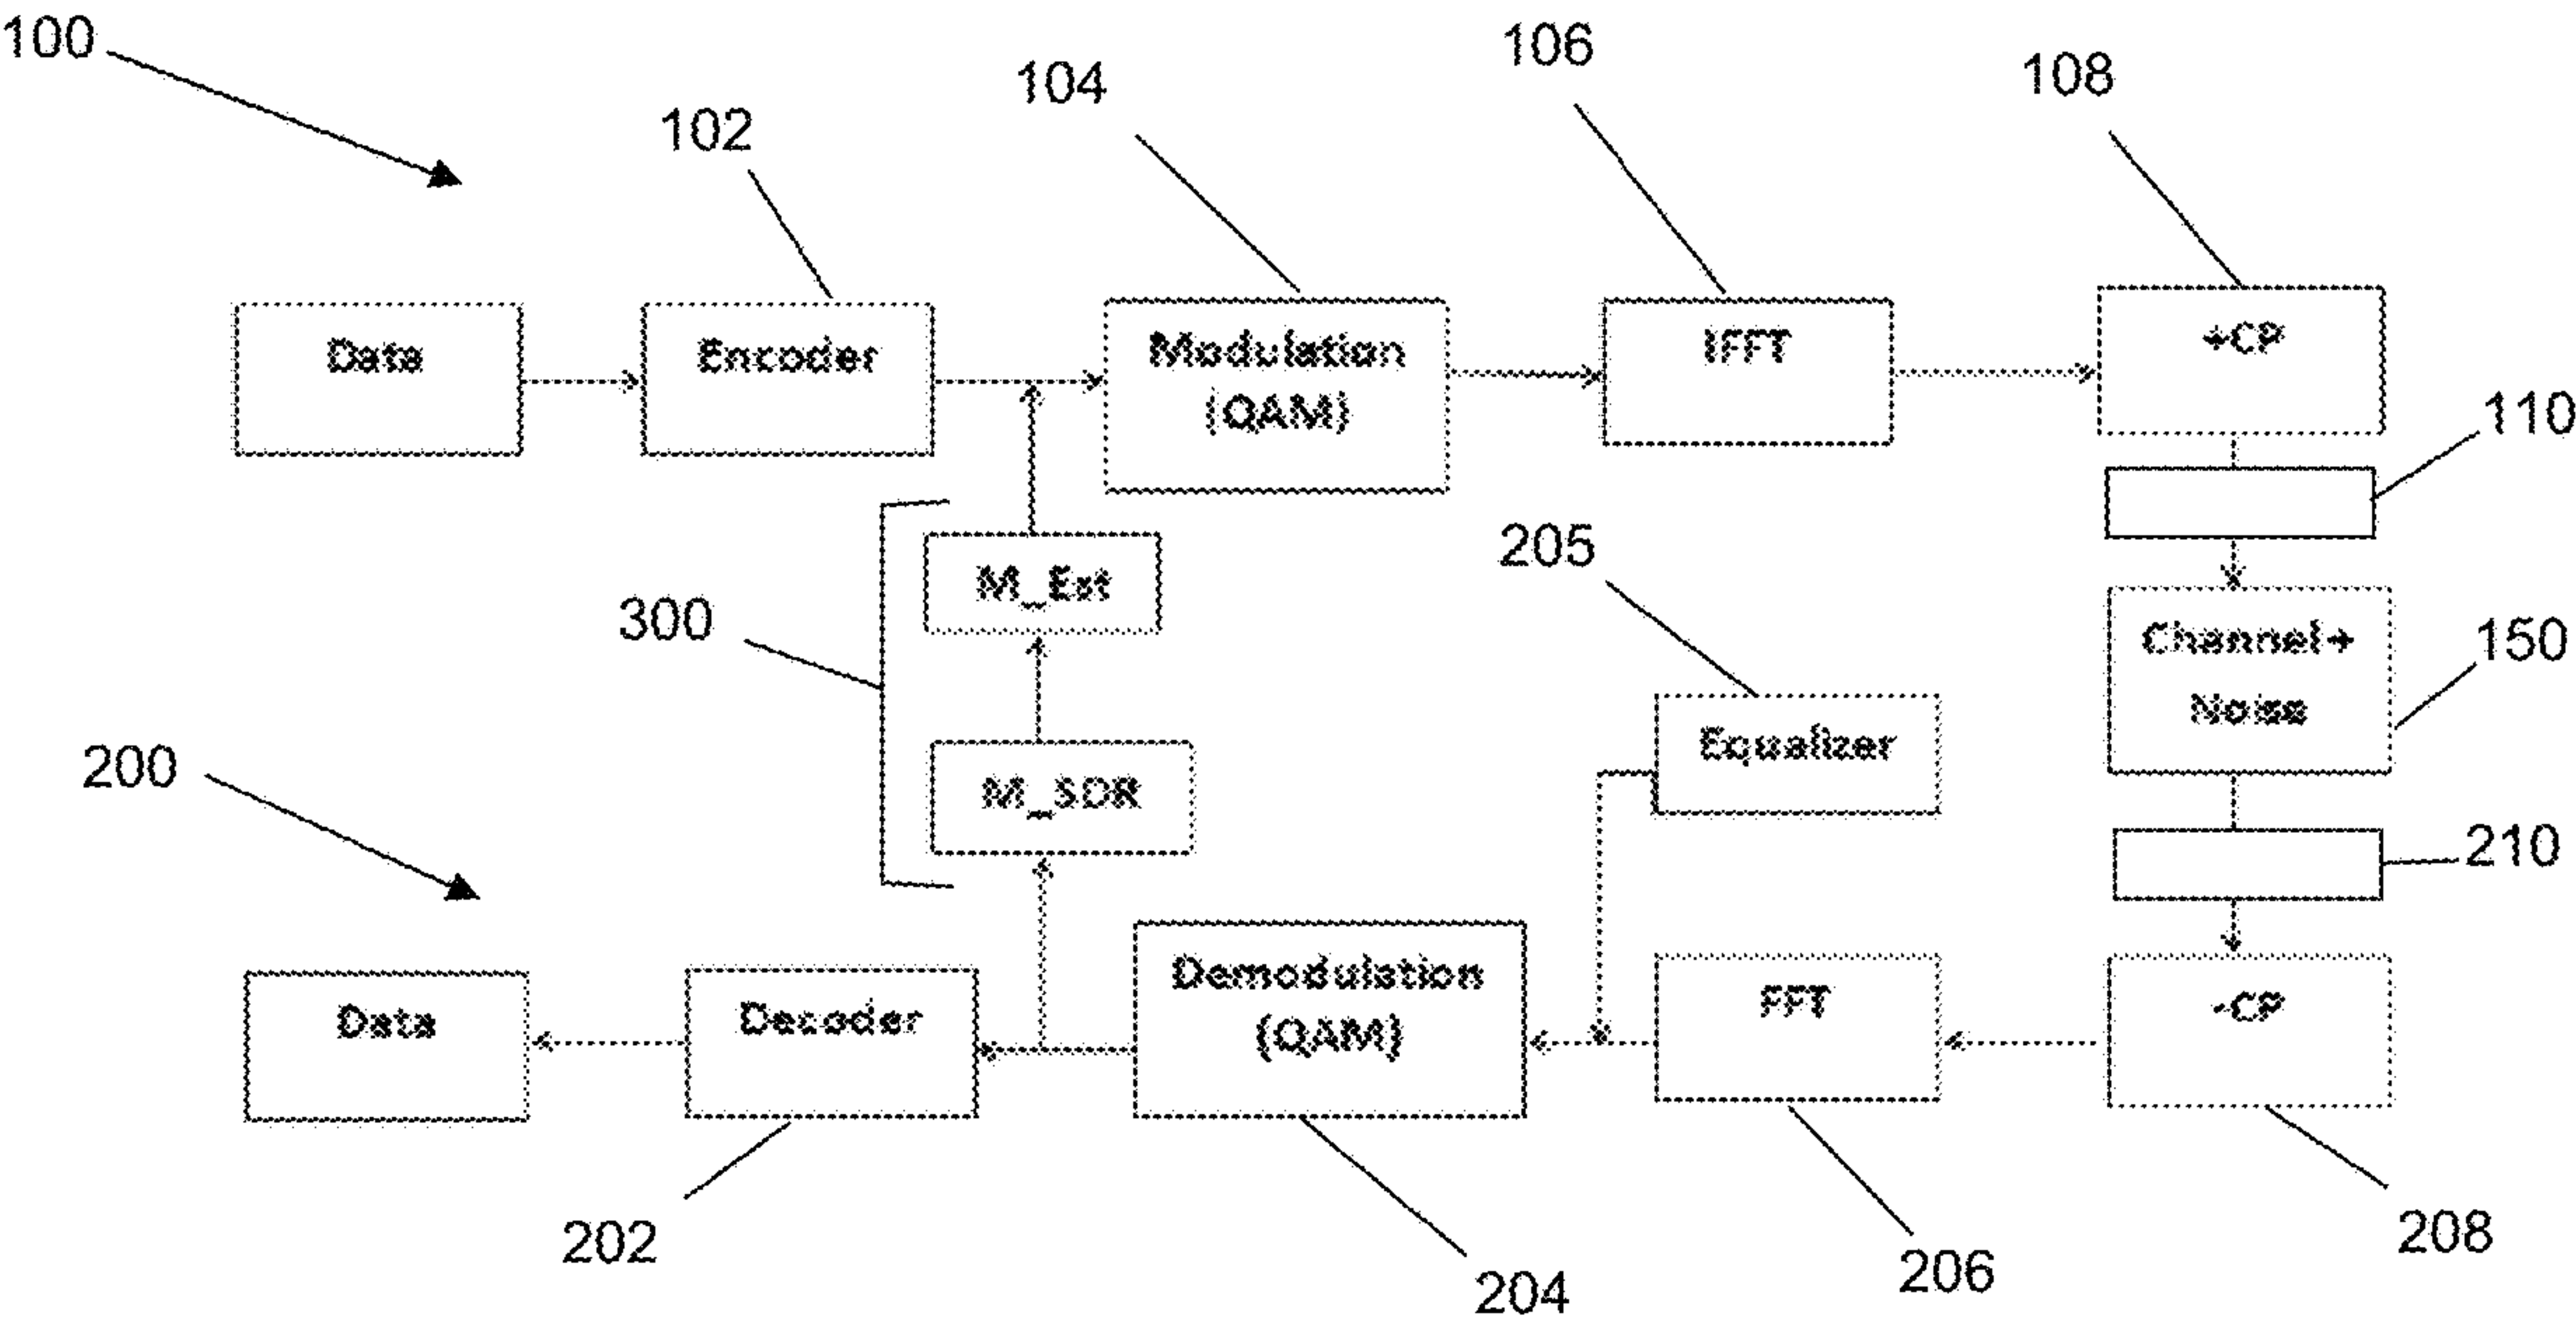 100
106
108
104
102
Data
Encoder
Modulation
(QAM)
IFFT
+CP
110
205
M_Ext
300
Channel+
Noise
150
Equalizer
200
M_SDR
210
Data
Decoder
Demodulation
(QAM)
FFT
-CP
202
204
206
208